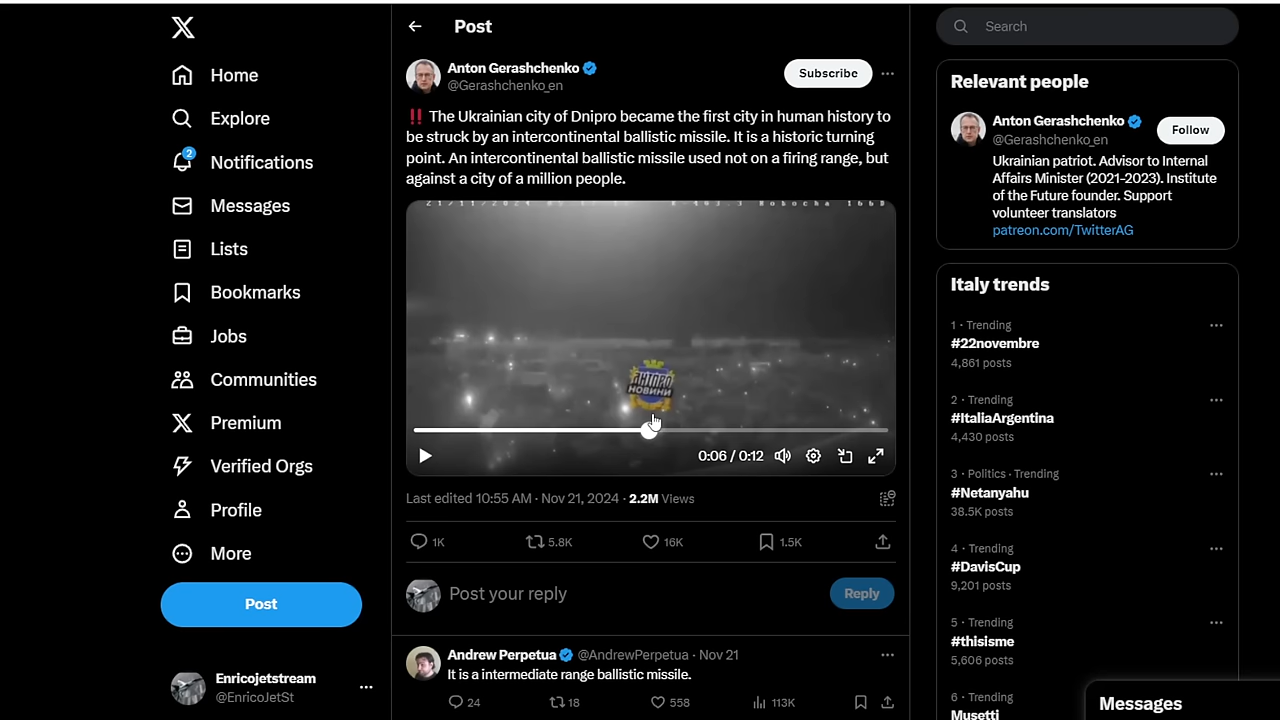 Post
Search
Home
Explore
2
Notifications
Messages
Lists
Bookmarks
Jobs
Communities
Premium
Verified Orgs
Profile
More
Post
Enricojetstream
@EnricoJetSt
Anton Gerashchenko
@Gerashchenko_en
Subscribe
‼️ The Ukrainian city of Dnipro became the first city in human history to
be struck by an intercontinental ballistic missile. It is a historic turning
point. An intercontinental ballistic missile used not on a firing range, but
against a city of a million people.
21/11/2024
ДНІПРО
НОВИНИ
0:06 / 0:12
Last edited 10:55 AM · Nov 21, 2024 · 2.2M Views
1K
5.8K
16K
1.5K
Post your reply
Reply
Andrew Perpetua @AndrewPerpetua · Nov 21
It is a intermediate range ballistic missile.
24
18
558
113K
Relevant people
Anton Gerashchenko
@Gerashchenko_en
Follow
Ukrainian patriot. Advisor to Internal
Affairs Minister (2021-2023). Institute
of the Future founder. Support
volunteer translators
patreon.com/TwitterAG
Italy trends
1 · Trending
#22novembre
4,861 posts
2 · Trending
#ItaliaArgentina
4,430 posts
3 · Politics · Trending
#Netanyahu
38.5K posts
4 · Trending
#DavisCup
9,201 posts
5 · Trending
#thisisme
5,606 posts
6 · Trending
Musetti
Messages